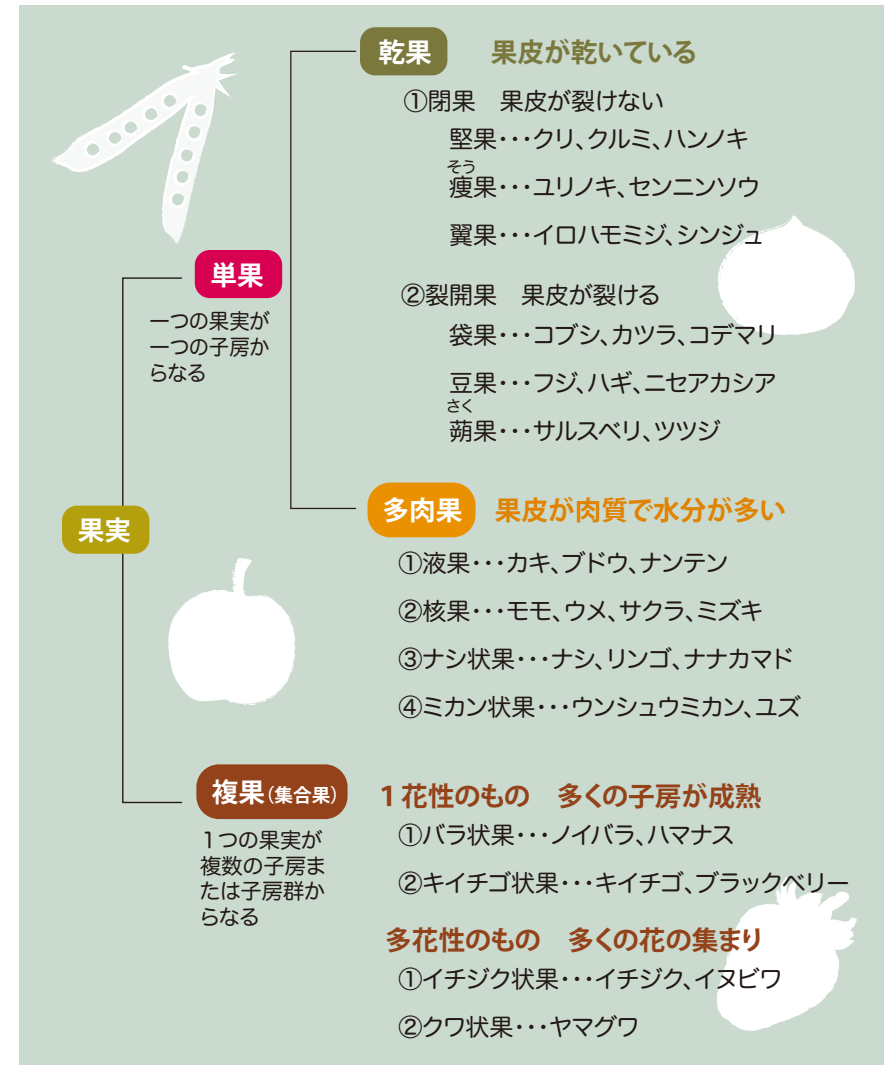 乾果　果皮が乾いている
①閉果　果皮が裂けない
堅果･･･クリ、クルミ、ハンノキ
そう
痩果･･･ユリノキ、センニンソウ
翼果･･･イロハモミジ、シンジュ
単果
一つの果実が
一つの子房か
らなる
②裂開果　果皮が裂ける
袋果･･･コブシ、カツラ、コデマリ
豆果･･･フジ、ハギ、ニセアカシア
さく
蒴果･･･サルスベリ、ツツジ
果実
多肉果　果皮が肉質で水分が多い
①液果･･･カキ、ブドウ、ナンテン
②核果･･･モモ、ウメ、サクラ、ミズキ
③ナシ状果･･･ナシ、リンゴ、ナナカマド
④ミカン状果･･･ウンシュウミカン、ユズ
複果(集合果)
１つの果実が
複数の子房ま
たは子房群か
らなる
１花性のもの　多くの子房が成熟
①バラ状果･･･ノイバラ、ハマナス
②キイチゴ状果･･･キイチゴ、ブラックベリー
多花性のもの　多くの花の集まり
①イチジク状果･･･イチジク、イヌビワ
②クワ状果･･･ヤマグワ